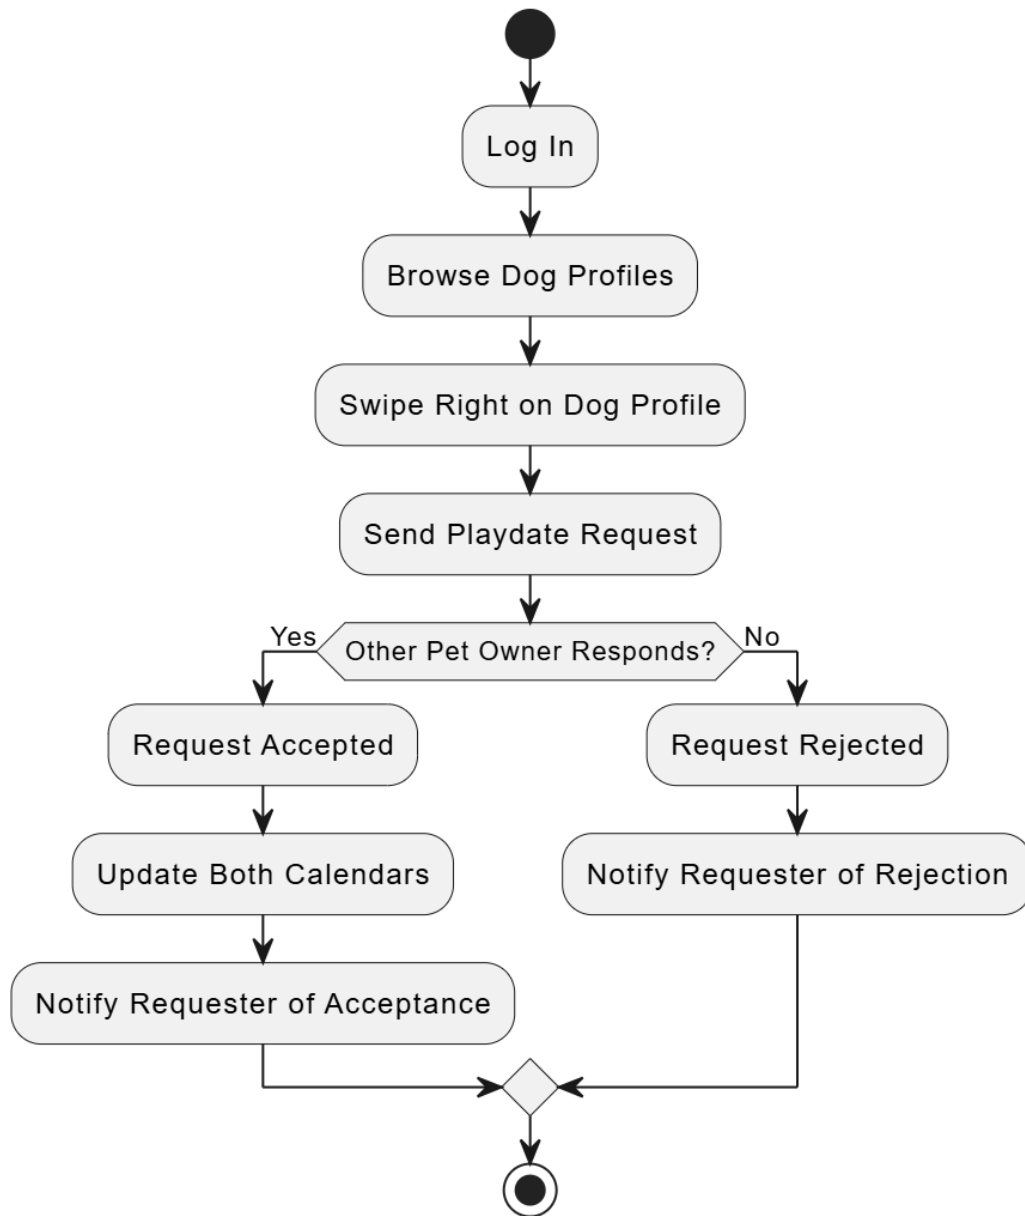 Log In
Browse Dog Profiles
Swipe Right on Dog Profile
Send Playdate Request
Yes
Other Pet Owner Responds?
No
Request Accepted
Request Rejected
Update Both Calendars
Notify Requester of Rejection
Notify Requester of Acceptance